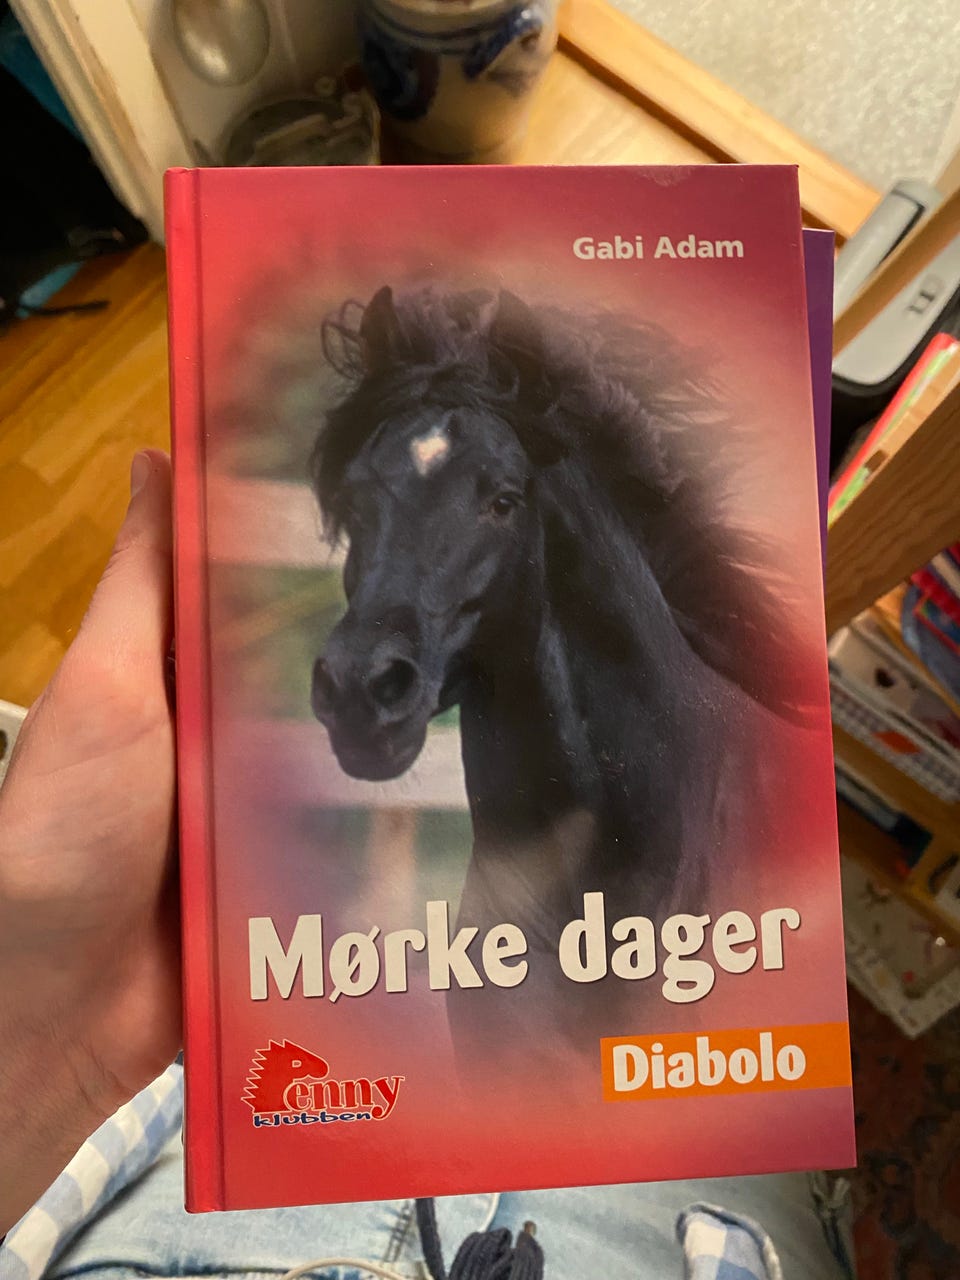 Gabi Adam
Mørke dager
Diabolo
Penny
klubben